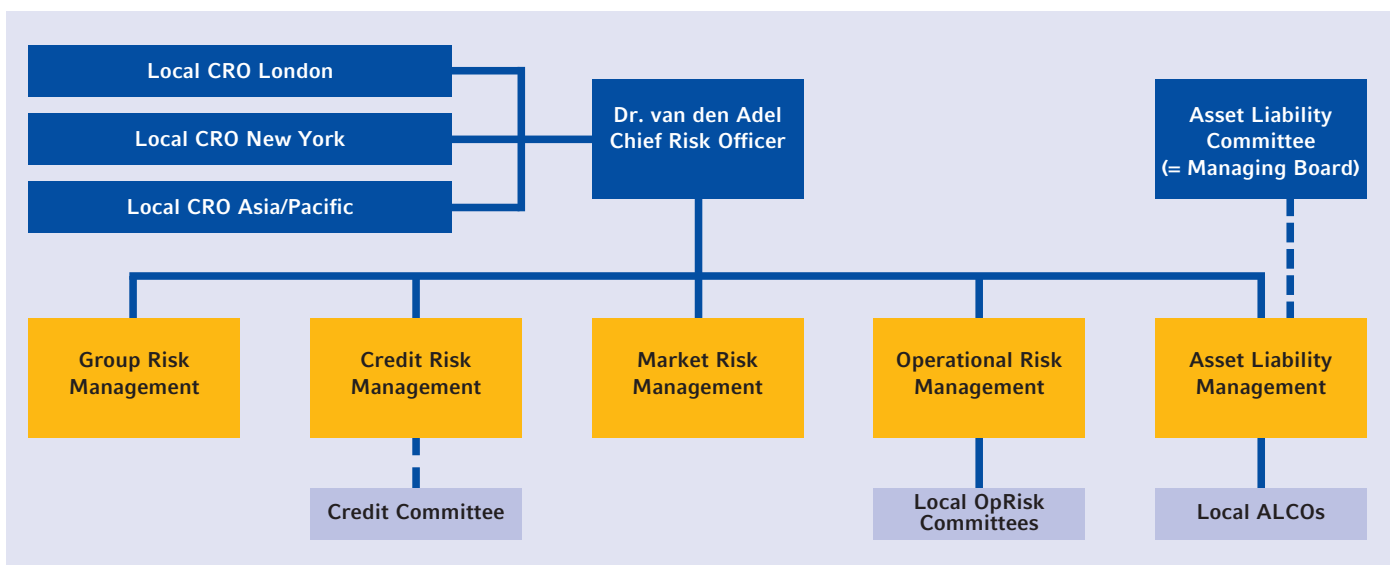 Local CRO London
Local CRO New York
Local CRO Asia/Pacific
Dr. van den Adel
Chief Risk Officer
Asset Liability
Committee
(= Managing Board)
Group Risk
Management
Credit Risk
Management
Market Risk
Management
Operational Risk
Management
Asset Liability
Management
Credit Committee
Local OpRisk
Committees
Local ALCOs